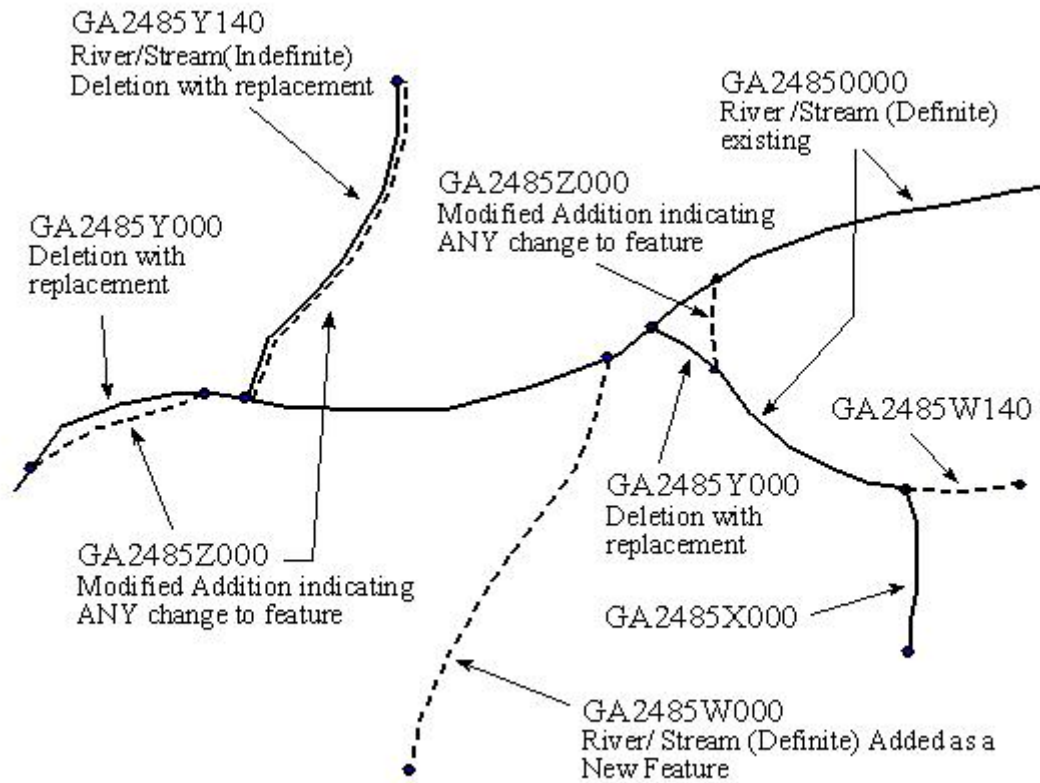 GA2485Y140
River/Stream(Indefinite)
Deletion with replacement
GA24850000
River /Stream (Definite)
existing
GA2485Z000
Modified Addition indicating
ANY change to feature
GA2485Y000
Deletion with
replacement
GA2485W140
GA2485Y000
Deletion with
replacement
GA2485Z000
Modified Addition indicating
ANY change to feature
GA2485X000
GA2485W000
River/ Stream (Definite) Added as a
New Feature